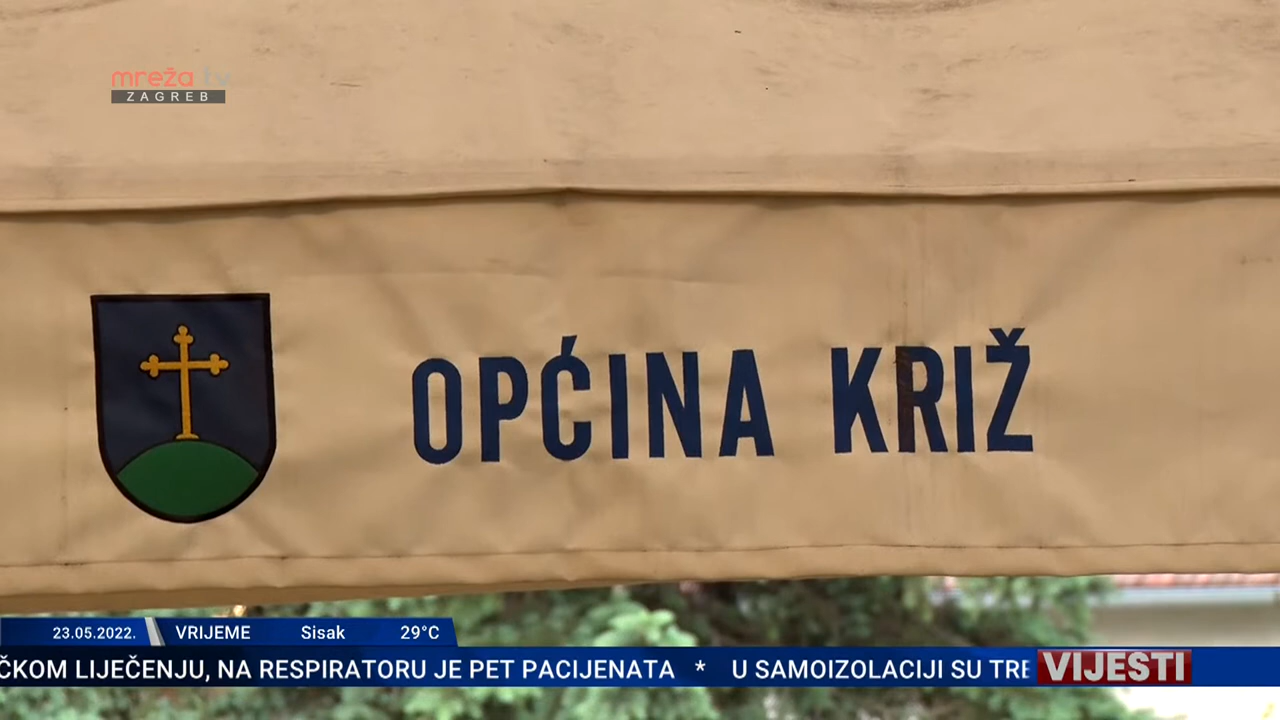 mreža tv
ZAGREB
OPĆINA KRIŽ
23.05.2022. VRIJEME Sisak 29°C
ČKOM LIJEČENJU, NA RESPIRATORU JE PET PACIJENATA * U SAMOIZOLACIJI SU TRE
VIJESTI